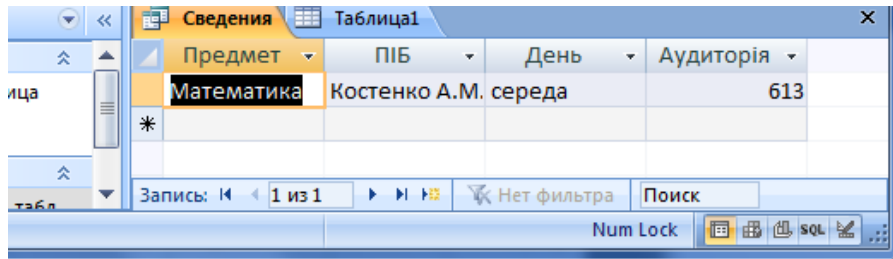 Сведения Таблица1
Предмет ПІБ День Аудиторія
ица Математика Костенко А.М. середа 613
Запись: 1 из 1 Нет фильтра Поиск
Num Lock SQL